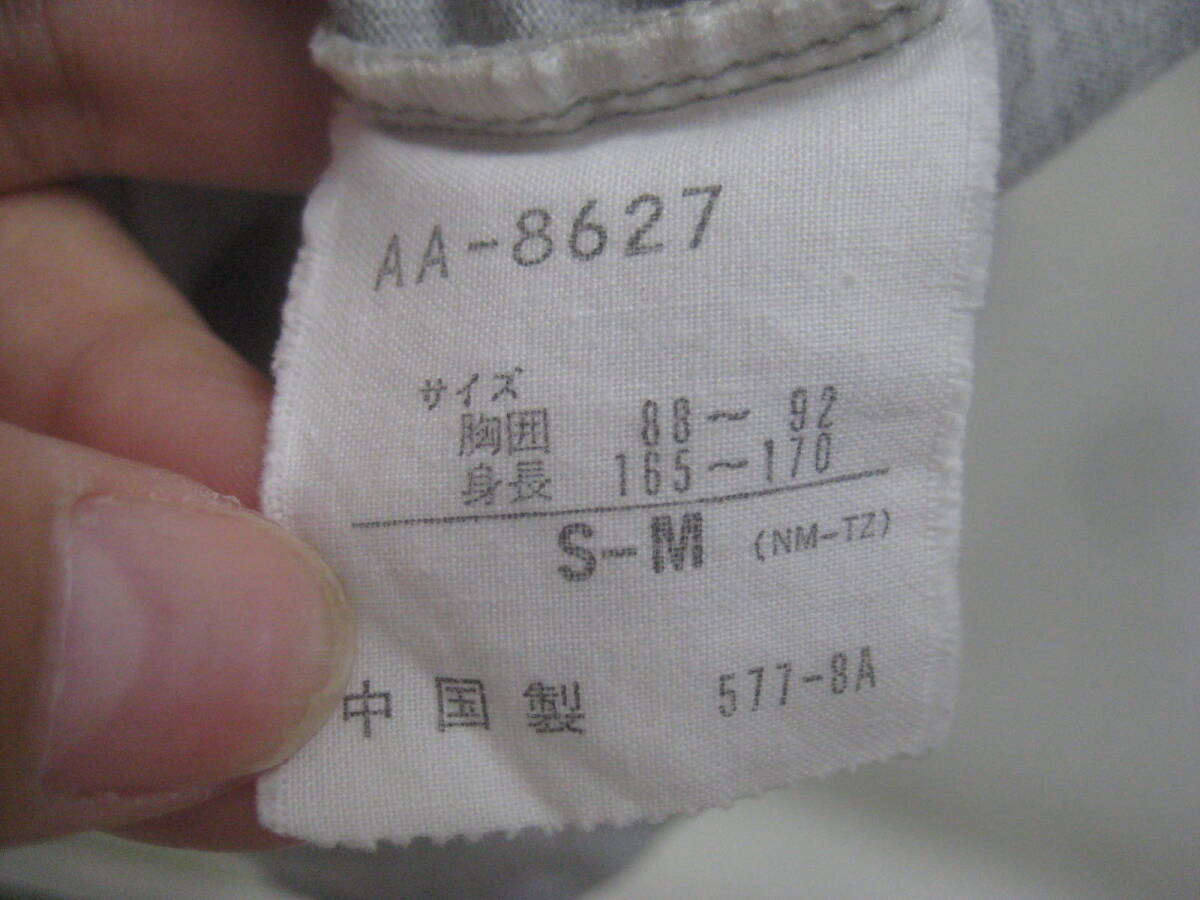 AA-8627
サイズ
胸囲 88～92
身長 165～170
S-M (NM-TZ)
中国製 577-8A